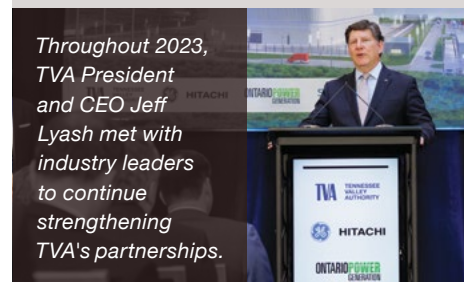 Throughout 2023,
TVA President
and CEO Jeff
Lyash met with
industry leaders
to continue
strengthening
TVA's partnerships.
HITACHI
ONTARIO POWER
GENERATION
TVA TENNESSEE
VALLEY
AUTHORITY
GE HITACHI
ONTARIO POWER
GENERATION